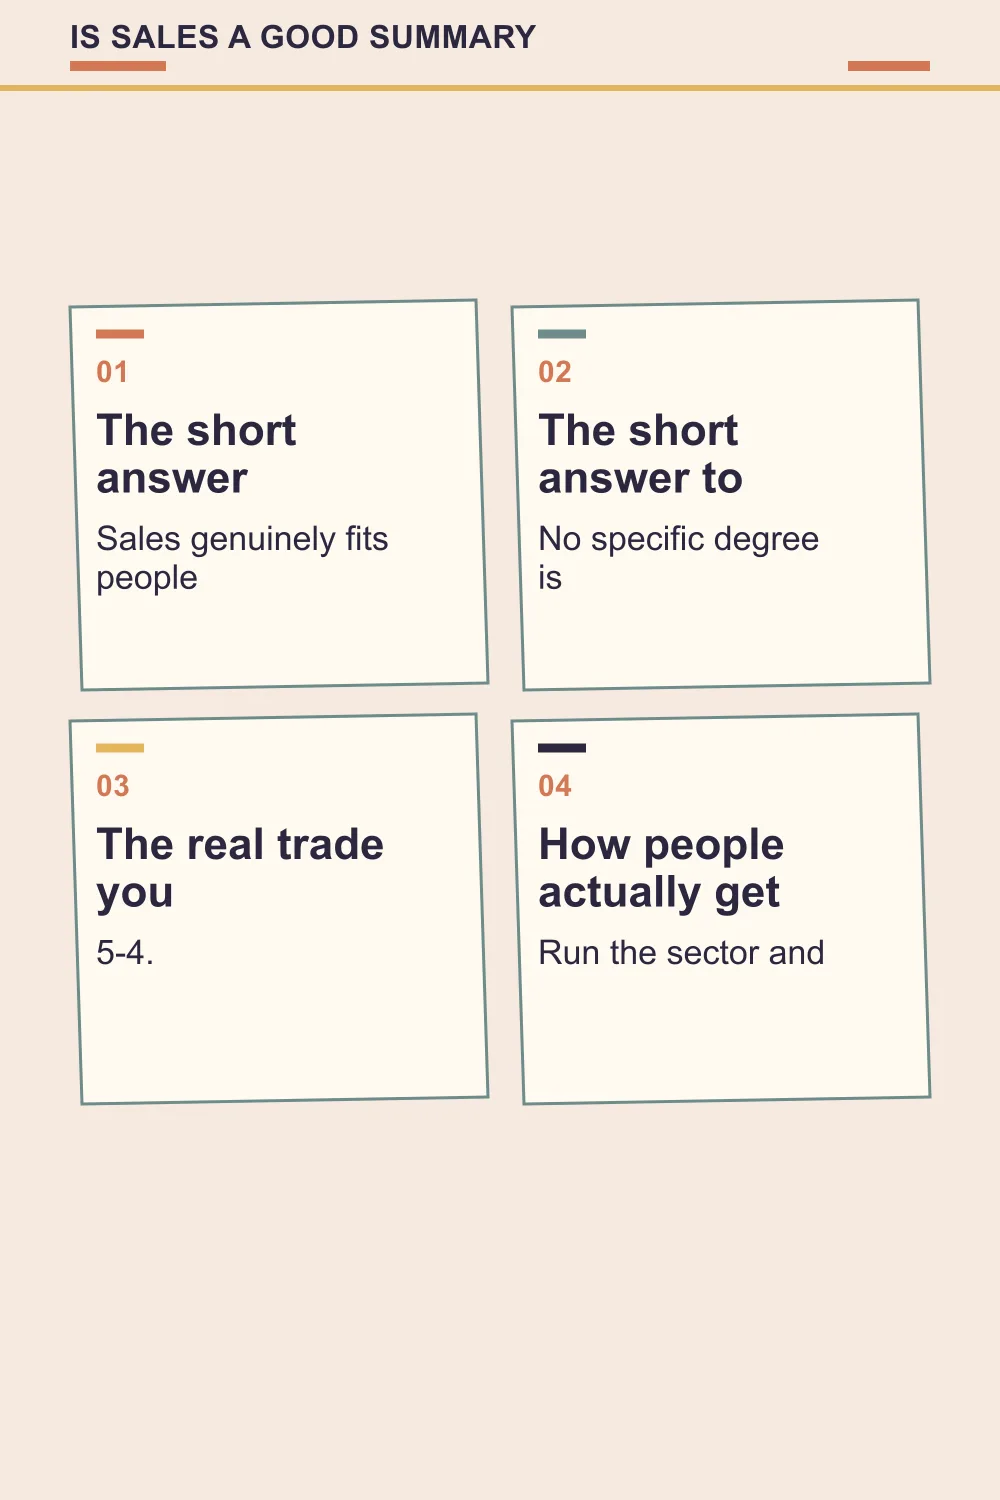 IS SALES A GOOD SUMMARY
01
The short
answer
Sales genuinely fits
people
02
The short
answer to
No specific degree
is
03
The real trade
you
5-4.
04
How people
actually get
Run the sector and